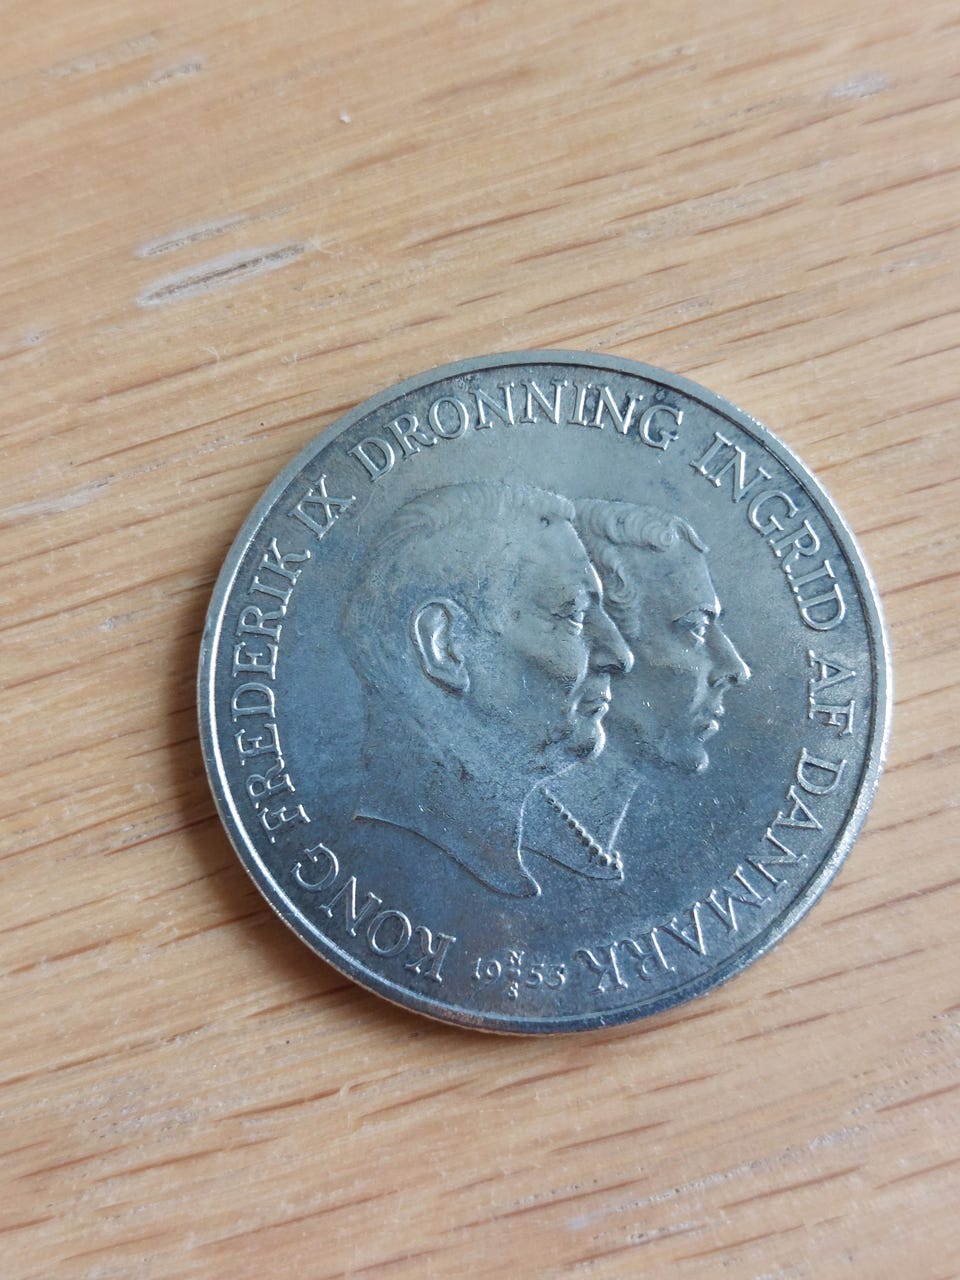 KONG FREDERIK IX DRONNING INGRID AF DANMARK
19 N S 53